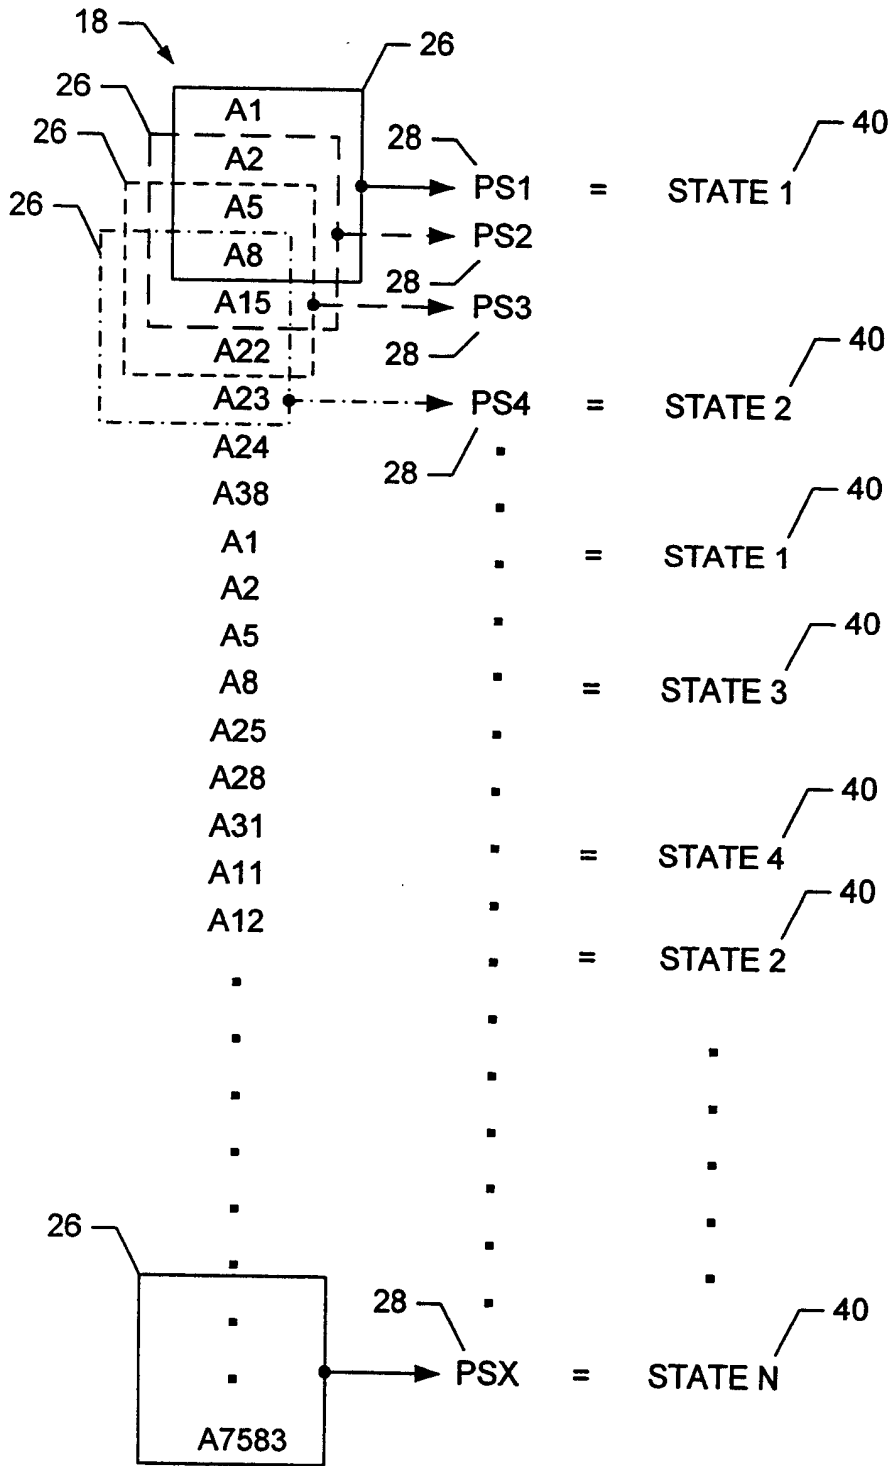 18
26
26
A1
40
26
A2
28
PS1 = STATE 1
26
A5
PS2
A8
28
A15
PS3
40
A22
28
A23
PS4 = STATE 2
A24
28
A38
40
A1
= STATE 1
A2
A5
40
A8
= STATE 3
A25
A28
40
A31
= STATE 4
A11
40
A12
= STATE 2
26
28
40
PSX = STATE N
A7583